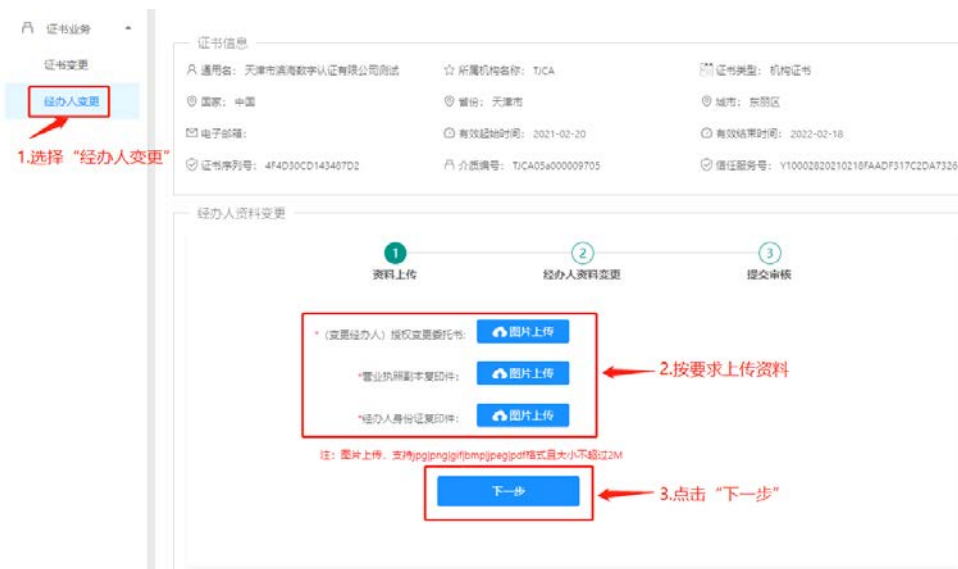 证书业务
证书变更
经办人变更
1.选择“经办人变更”
证书信息
通用名: 天津市滨海数字认证有限公司测试
所属机构名称: TJCA
证书类型: 机构证书
国家: 中国
省份: 天津市
城市: 东丽区
电子邮箱:
有效起始时间: 2021-02-20
有效结束时间: 2022-02-18
证书序列号: 4F4D30CD143467D2
介质编号: TJCA05a000009705
信任服务号: Y10002820210218FAADF317C2DA7326
经办人资料变更
1
资料上传
2
经办人资料变更
3
提交审核
*（变更经办人）授权变更委托书:
图片上传
*营业执照副本复印件:
图片上传
*经办人身份证复印件:
图片上传
2.按要求上传资料
注: 图片上传、支持jpg|png|gif|bmp|jpeg|pdf格式且大小不超过2M
下一步
3.点击“下一步”